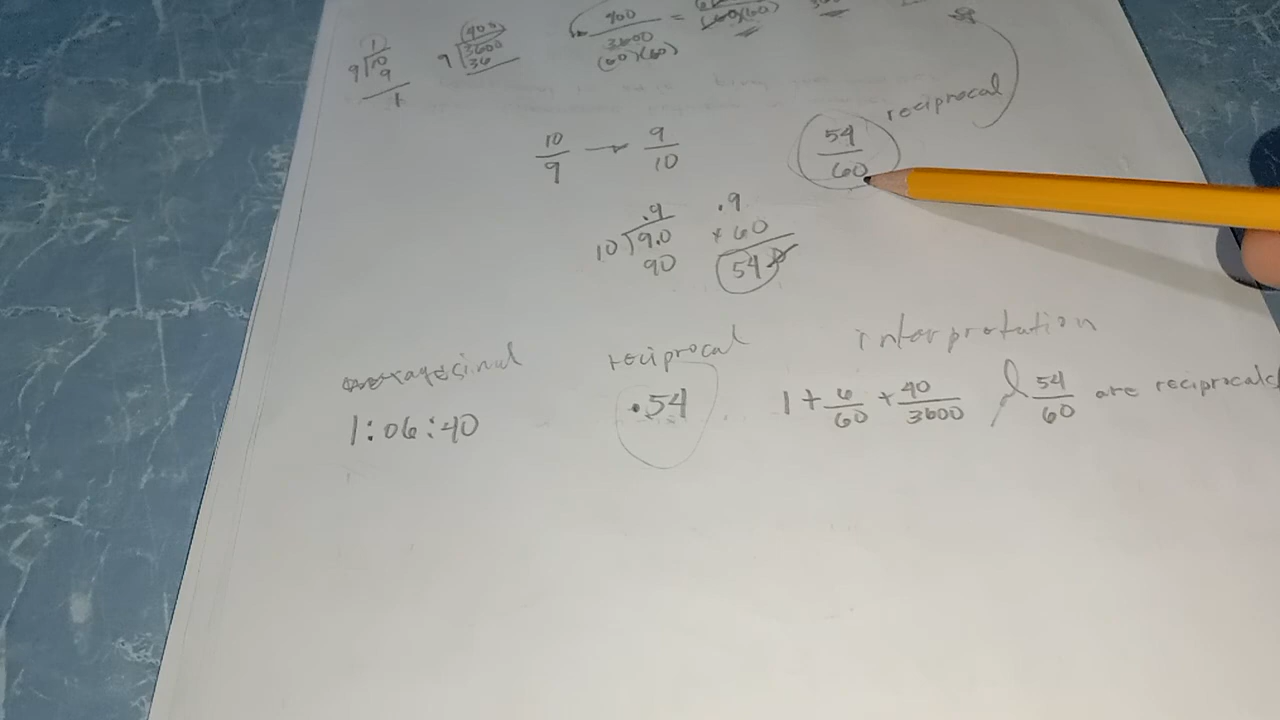 400
400 / 3600 =
1
9 ) 10
9
1
9 ) 3600
36
(60)(60)
reciprocal
10/9 → 9/10
54/60
.9
10 ) 9.0
90
.9
× 60
54
sexagesimal reciprocal interpretation
1:06:40 .54 1 + 6/60 + 40/3600 & 54/60 are reciprocals